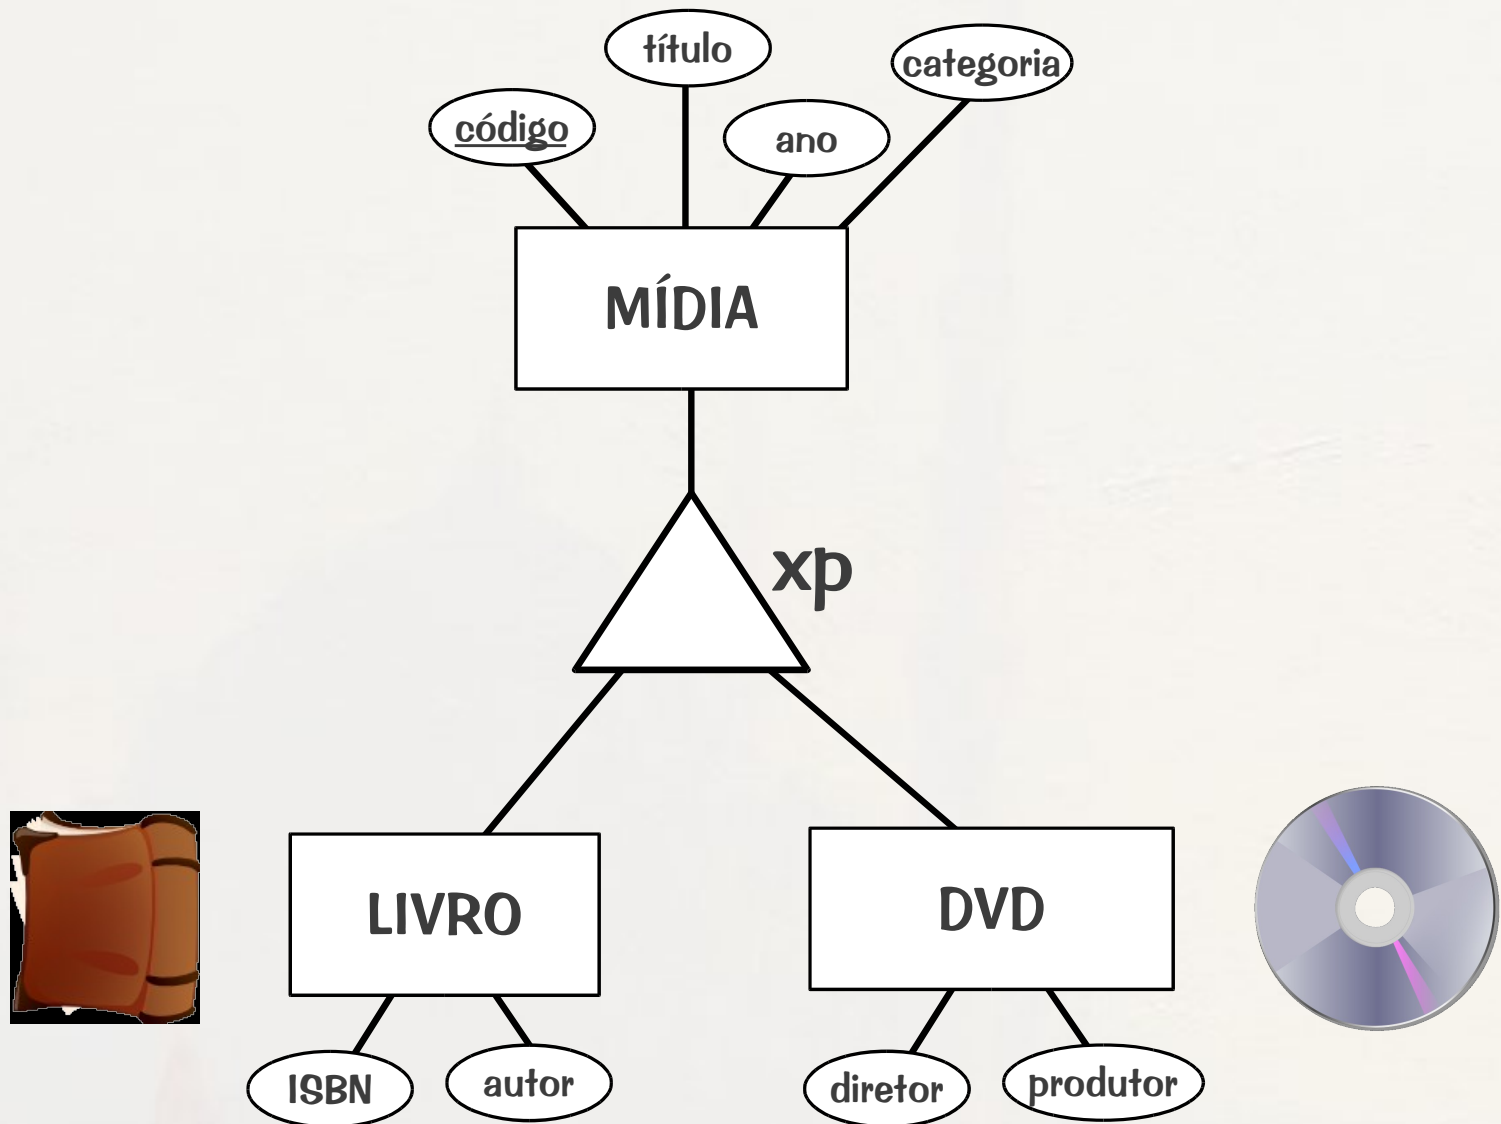 título
categoria
código
ano
MÍDIA
xp
LIVRO
DVD
ISBN
autor
diretor
produtor